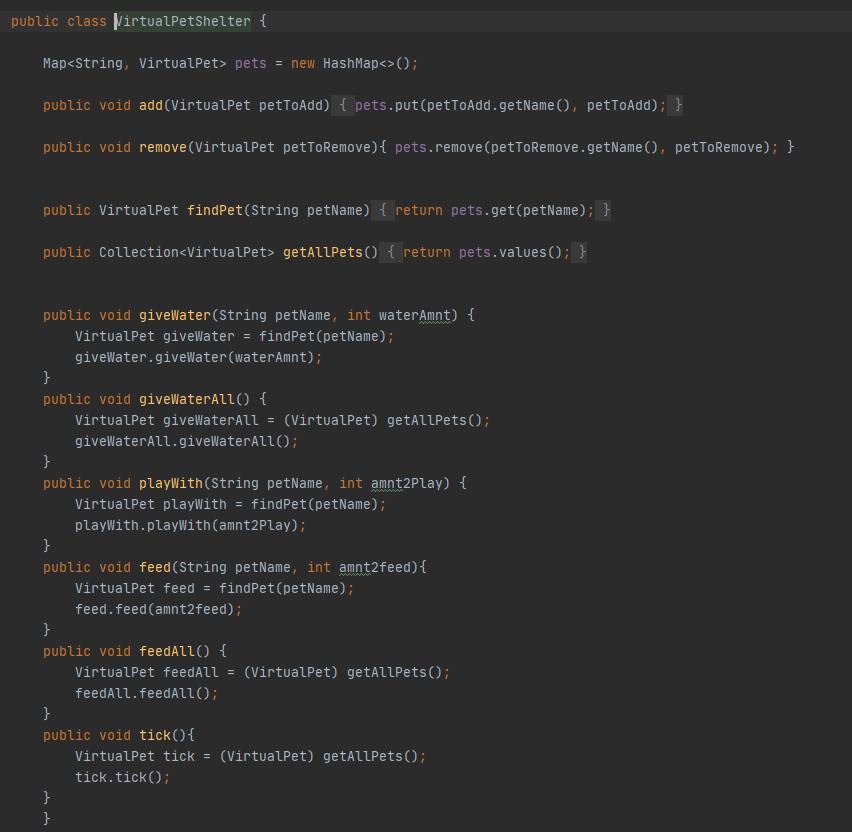 public class VirtualPetShelter {
Map<String, VirtualPet> pets = new HashMap<>();
public void add(VirtualPet petToAdd) { pets.put(petToAdd.getName(), petToAdd); }
public void remove(VirtualPet petToRemove){ pets.remove(petToRemove.getName(), petToRemove); }
public VirtualPet findPet(String petName) { return pets.get(petName); }
public Collection<VirtualPet> getAllPets() { return pets.values(); }
public void giveWater(String petName, int waterAmnt) {
VirtualPet giveWater = findPet(petName);
giveWater.giveWater(waterAmnt);
}
public void giveWaterAll() {
VirtualPet giveWaterAll = (VirtualPet) getAllPets();
giveWaterAll.giveWaterAll();
}
public void playWith(String petName, int amnt2Play) {
VirtualPet playWith = findPet(petName);
playWith.playWith(amnt2Play);
}
public void feed(String petName, int amnt2feed){
VirtualPet feed = findPet(petName);
feed.feed(amnt2feed);
}
public void feedAll() {
VirtualPet feedAll = (VirtualPet) getAllPets();
feedAll.feedAll();
}
public void tick(){
VirtualPet tick = (VirtualPet) getAllPets();
tick.tick();
}
}